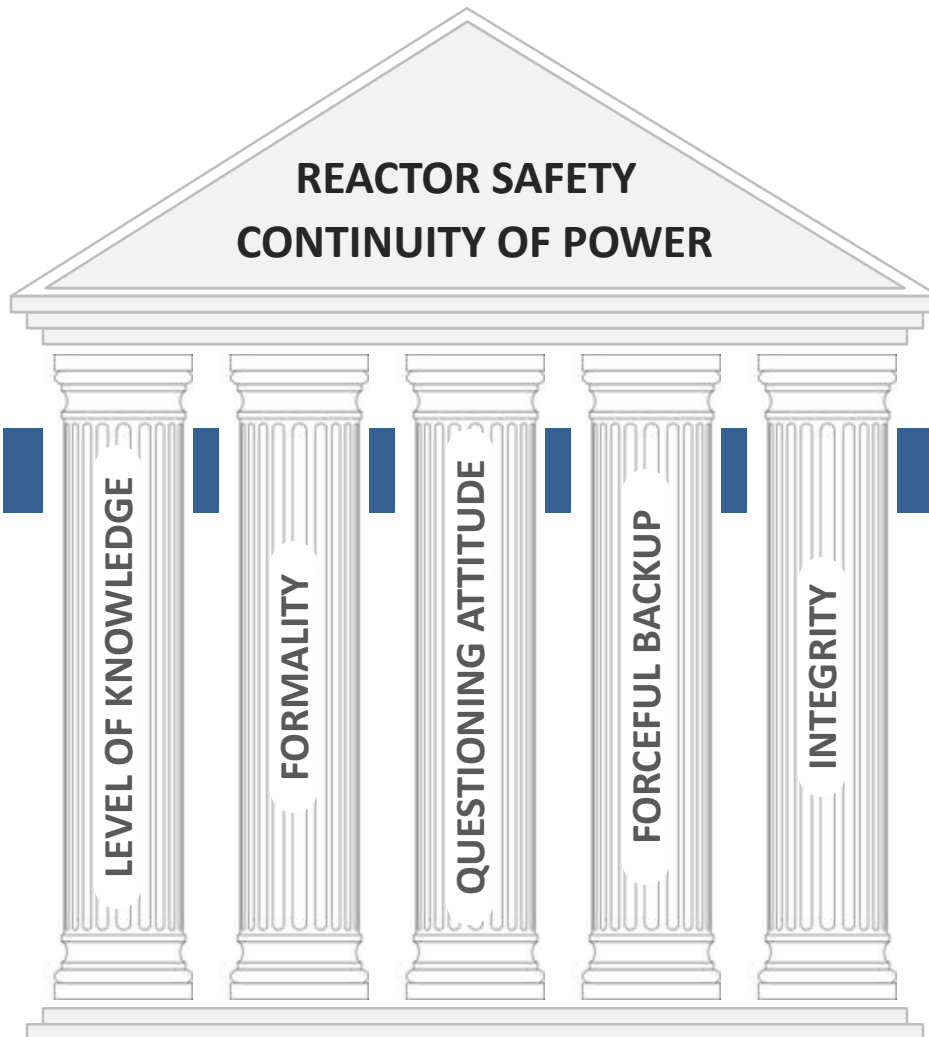 REACTOR SAFETY
CONTINUITY OF POWER
LEVEL OF KNOWLEDGE
FORMALITY
QUESTIONING ATTITUDE
FORCEFUL BACKUP
INTEGRITY